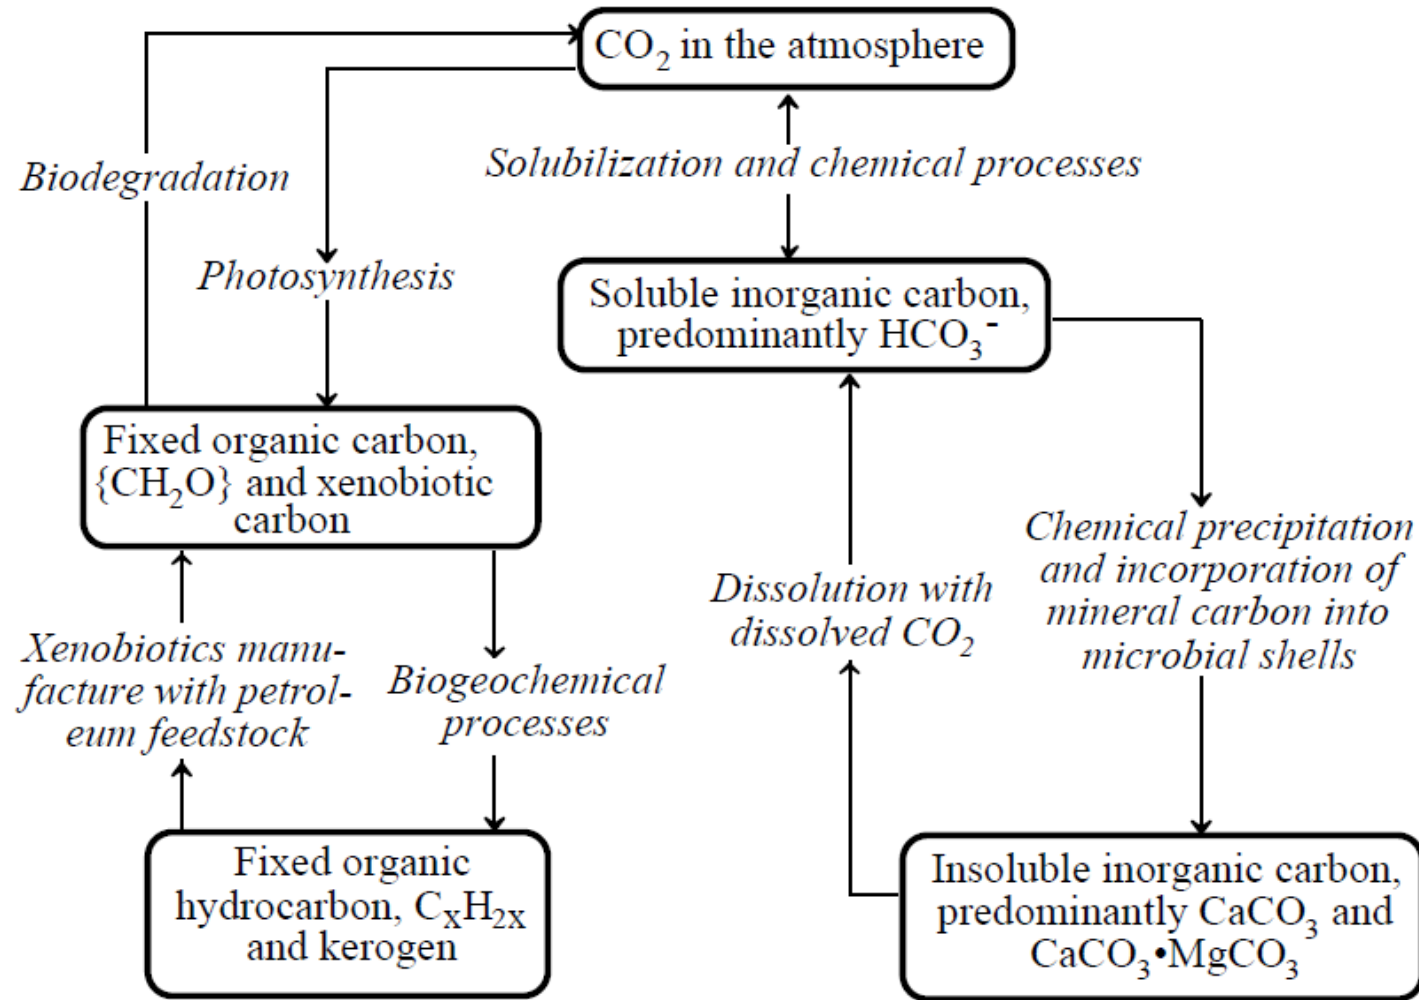 CO₂ in the atmosphere
Biodegradation
Solubilization and chemical processes
Photosynthesis
Soluble inorganic carbon,
predominantly HCO₃⁻
Fixed organic carbon,
{CH₂O} and xenobiotic
carbon
Chemical precipitation
and incorporation of
mineral carbon into
microbial shells
Dissolution with
dissolved CO₂
Xenobiotics manu-
facture with petrol-
eum feedstock
Biogeochemical
processes
Fixed organic
hydrocarbon, CₓH₂ₓ
and kerogen
Insoluble inorganic carbon,
predominantly CaCO₃ and
CaCO₃•MgCO₃